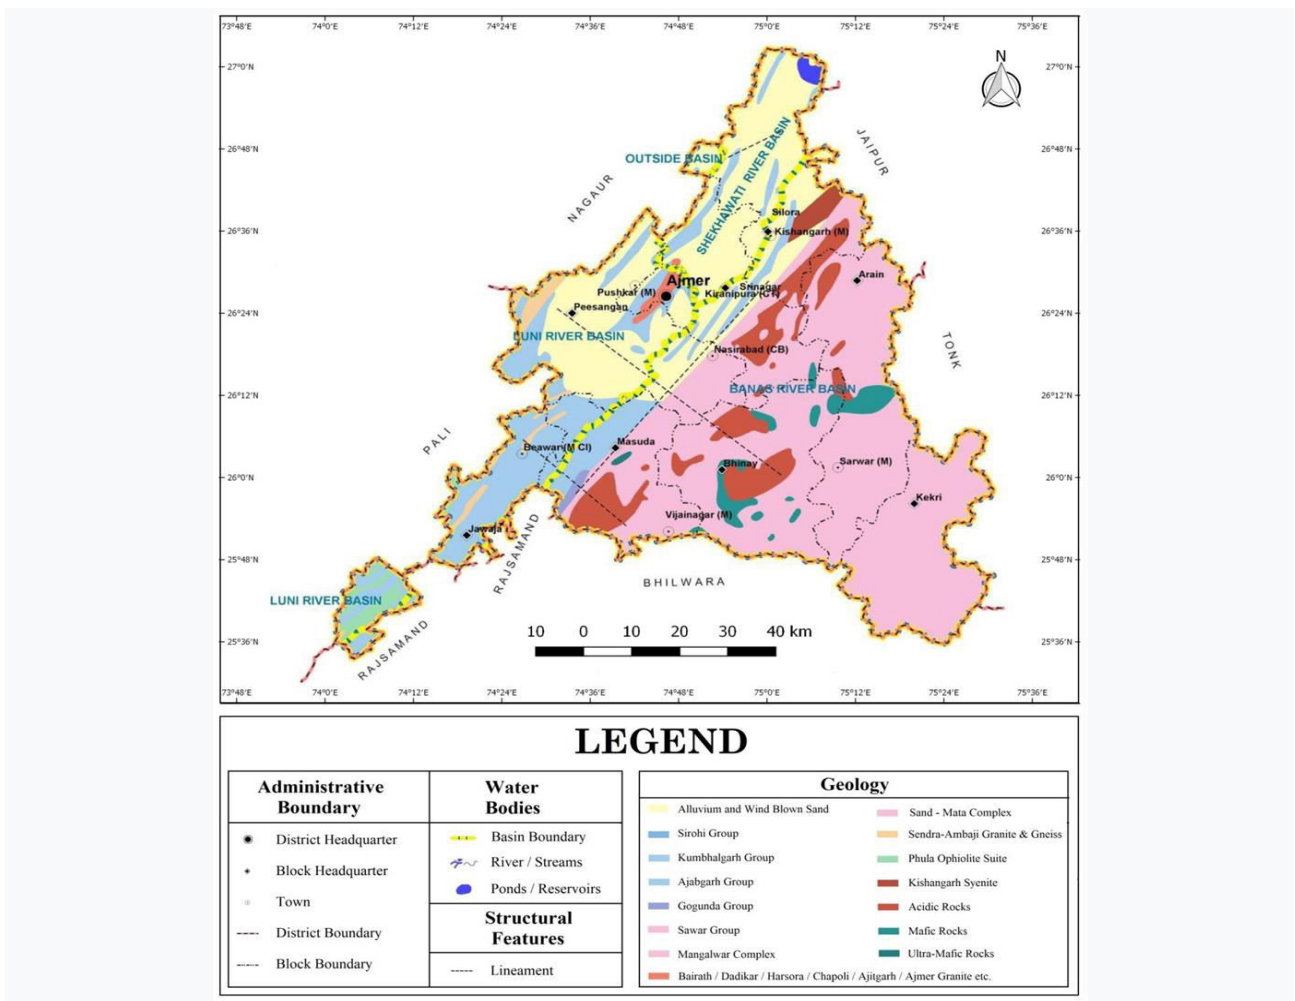 73°48'E 74°0'E 74°12'E 74°24'E 74°36'E 74°48'E 75°0'E 75°12'E 75°24'E 75°36'E
N
27°0'N 27°0'N
JAIPUR
26°48'N 26°48'N
OUTSIDE BASIN
SHEKHAWATI RIVER BASIN
NAGAUR
Silora
26°36'N 26°36'N
Kishangarh (M)
Arain
Ajmer
Pushkar (M)
Srinagar
Kiranipura (CT)
Peesangan
26°24'N 26°24'N
LUNI RIVER BASIN
TONK
Nasirabad (CB)
BANAS RIVER BASIN
26°12'N 26°12'N
PALI
Masuda
Beawar (M Cl)
Bhinay
Sarwar (M)
26°0'N 26°0'N
Kekri
Vijainagar (M)
Jawaja
RAJSAMAND
25°48'N 25°48'N
BHILWARA
LUNI RIVER BASIN
RAJSAMAND
10 0 10 20 30 40 km
25°36'N 25°36'N
73°48'E 74°0'E 74°12'E 74°24'E 74°36'E 74°48'E 75°0'E 75°12'E 75°24'E 75°36'E
LEGEND
Administrative
Boundary
District Headquarter
Block Headquarter
Town
District Boundary
Block Boundary
Water
Bodies
Basin Boundary
River / Streams
Ponds / Reservoirs
Structural
Features
Lineament
Geology
Alluvium and Wind Blown Sand
Sirohi Group
Kumbhalgarh Group
Ajabgarh Group
Gogunda Group
Sawar Group
Mangalwar Complex
Bairath / Dadikar / Harsora / Chapoli / Ajitgarh / Ajmer Granite etc.
Sand - Mata Complex
Sendra-Ambaji Granite & Gneiss
Phula Ophiolite Suite
Kishangarh Syenite
Acidic Rocks
Mafic Rocks
Ultra-Mafic Rocks